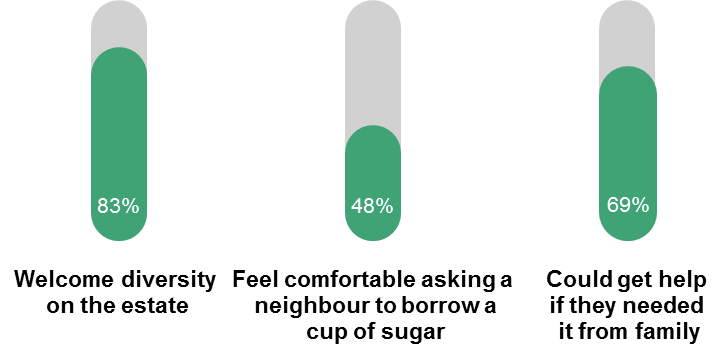 83%
48%
69%
Welcome diversity
on the estate
Feel comfortable asking a
neighbour to borrow a
cup of sugar
Could get help
if they needed
it from family